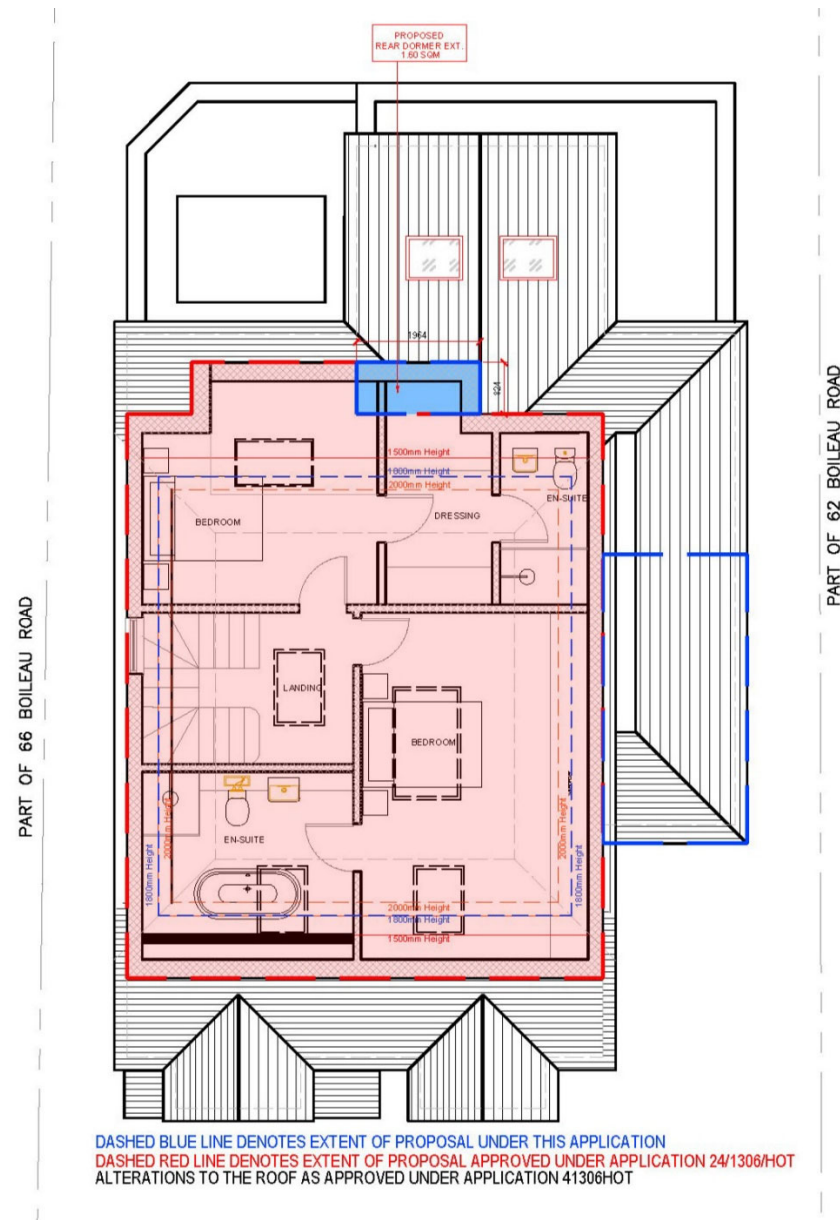 PROPOSED
REAR DORMER EXT.
1.60 SQM
1964
924
1500mm Height
1000mm Height
2000mm Height
BEDROOM
DRESSING
EN-SUITE
LANDING
BEDROOM
EN-SUITE
2000mm Height
1800mm Height
2000mm Height
1800mm Height
2000mm Height
1800mm Height
1500mm Height
PART OF 66 BOILEAU ROAD
PART OF 62 BOILEAU ROAD
DASHED BLUE LINE DENOTES EXTENT OF PROPOSAL UNDER THIS APPLICATION
DASHED RED LINE DENOTES EXTENT OF PROPOSAL APPROVED UNDER APPLICATION 24/1306/HOT
ALTERATIONS TO THE ROOF AS APPROVED UNDER APPLICATION 41306HOT